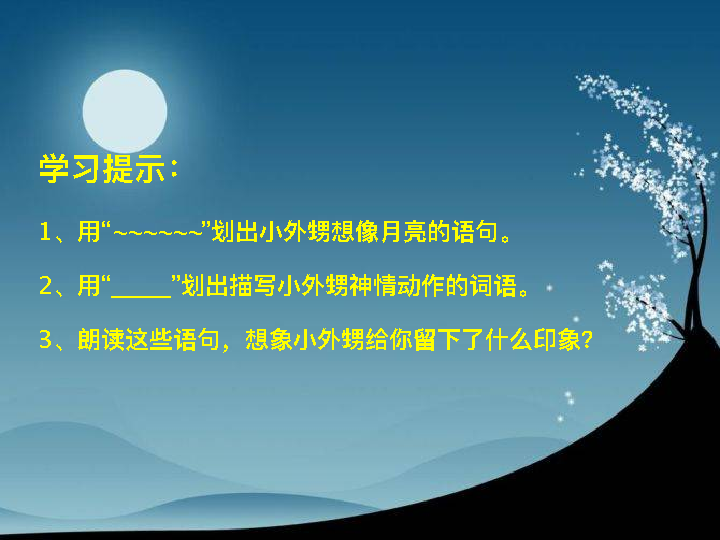 学习提示：
1、用“~~~~~~”划出小外甥想像月亮的语句。
2、用“_____”划出描写小外甥神情动作的词语。
3、朗读这些语句，想象小外甥给你留下了什么印象？